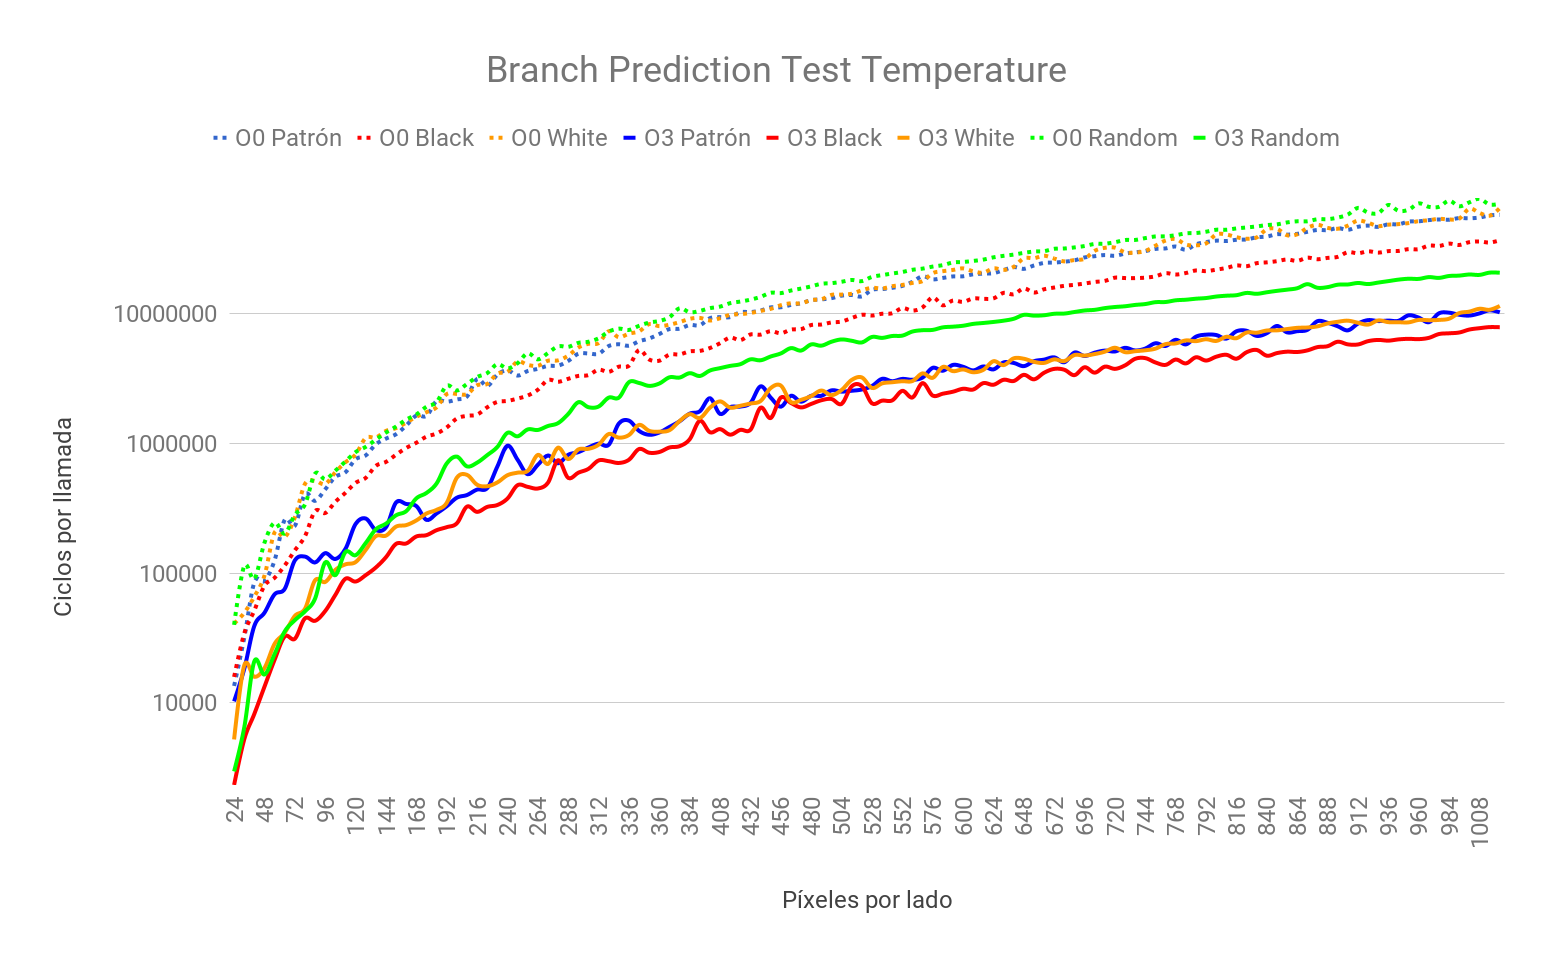 Branch Prediction Test Temperature
O0 Patrón O0 Black O0 White O3 Patrón O3 Black O3 White O0 Random O3 Random
Ciclos por llamada
10000000
1000000
100000
10000
24 48 72 96 120 144 168 192 216 240 264 288 312 336 360 384 408 432 456 480 504 528 552 576 600 624 648 672 696 720 744 768 792 816 840 864 888 912 936 960 984 1008
Píxeles por lado